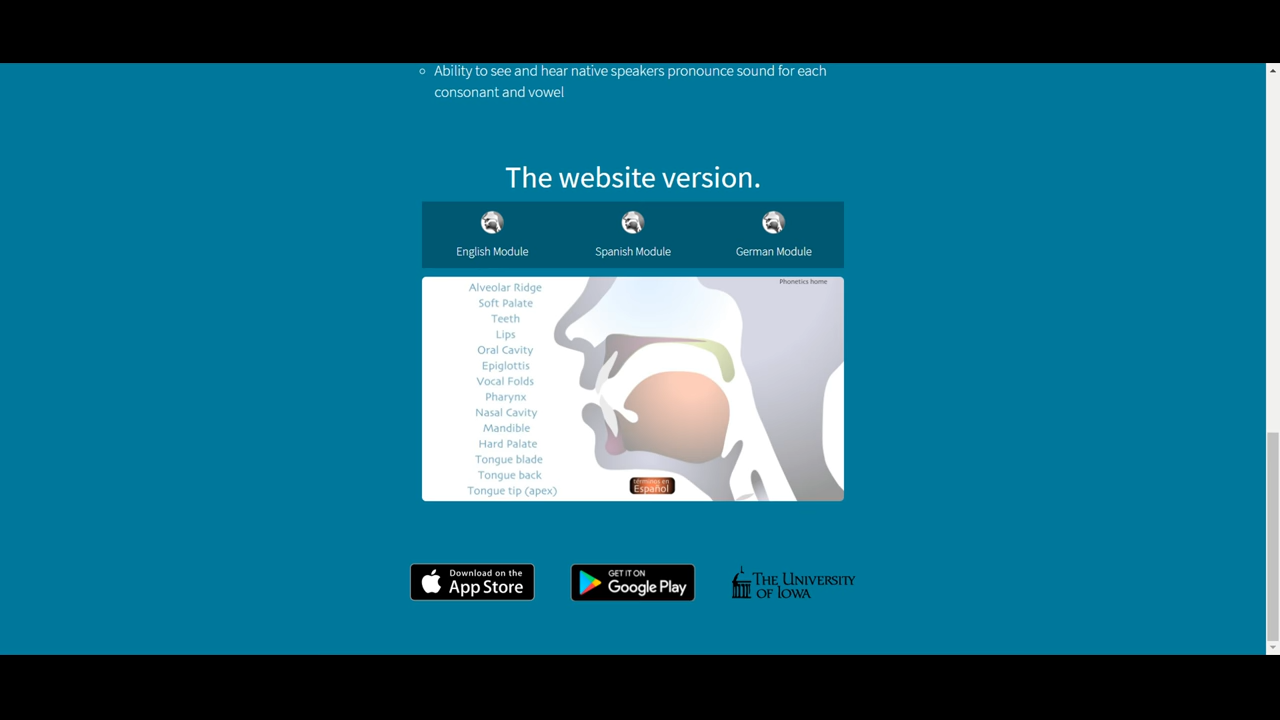 Ability to see and hear native speakers pronounce sound for each
consonant and vowel
The website version.
English Module
Spanish Module
German Module
Phonetics home
Alveolar Ridge
Soft Palate
Teeth
Lips
Oral Cavity
Epiglottis
Vocal Folds
Pharynx
Nasal Cavity
Mandible
Hard Palate
Tongue blade
Tongue back
Tongue tip (apex)
términos en
Español
Download on the
App Store
GET IT ON
Google Play
THE UNIVERSITY
OF IOWA